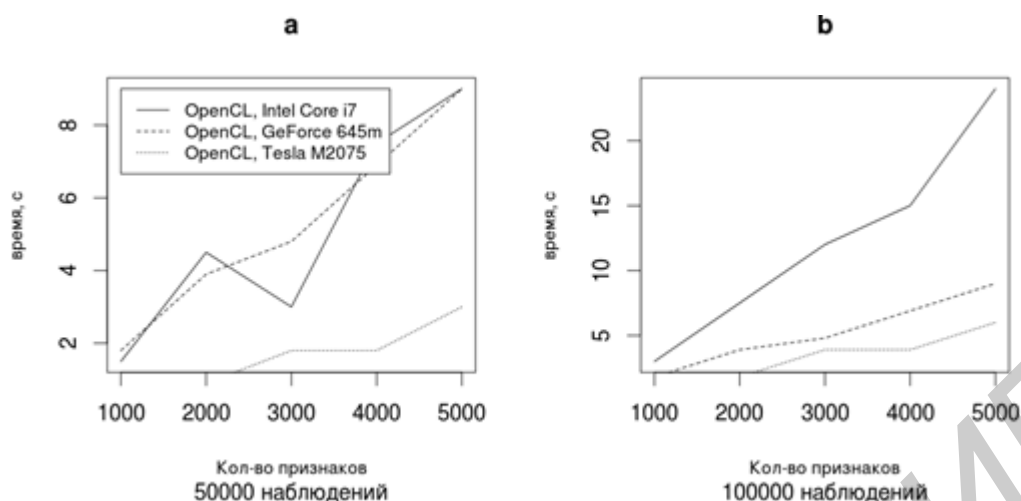 a
OpenCL, Intel Core i7
OpenCL, GeForce 645m
OpenCL, Tesla M2075
время, с
8
6
4
2
1000 2000 3000 4000 5000
Кол-во признаков
50000 наблюдений
b
время, с
20
15
10
5
1000 2000 3000 4000 5000
Кол-во признаков
100000 наблюдений